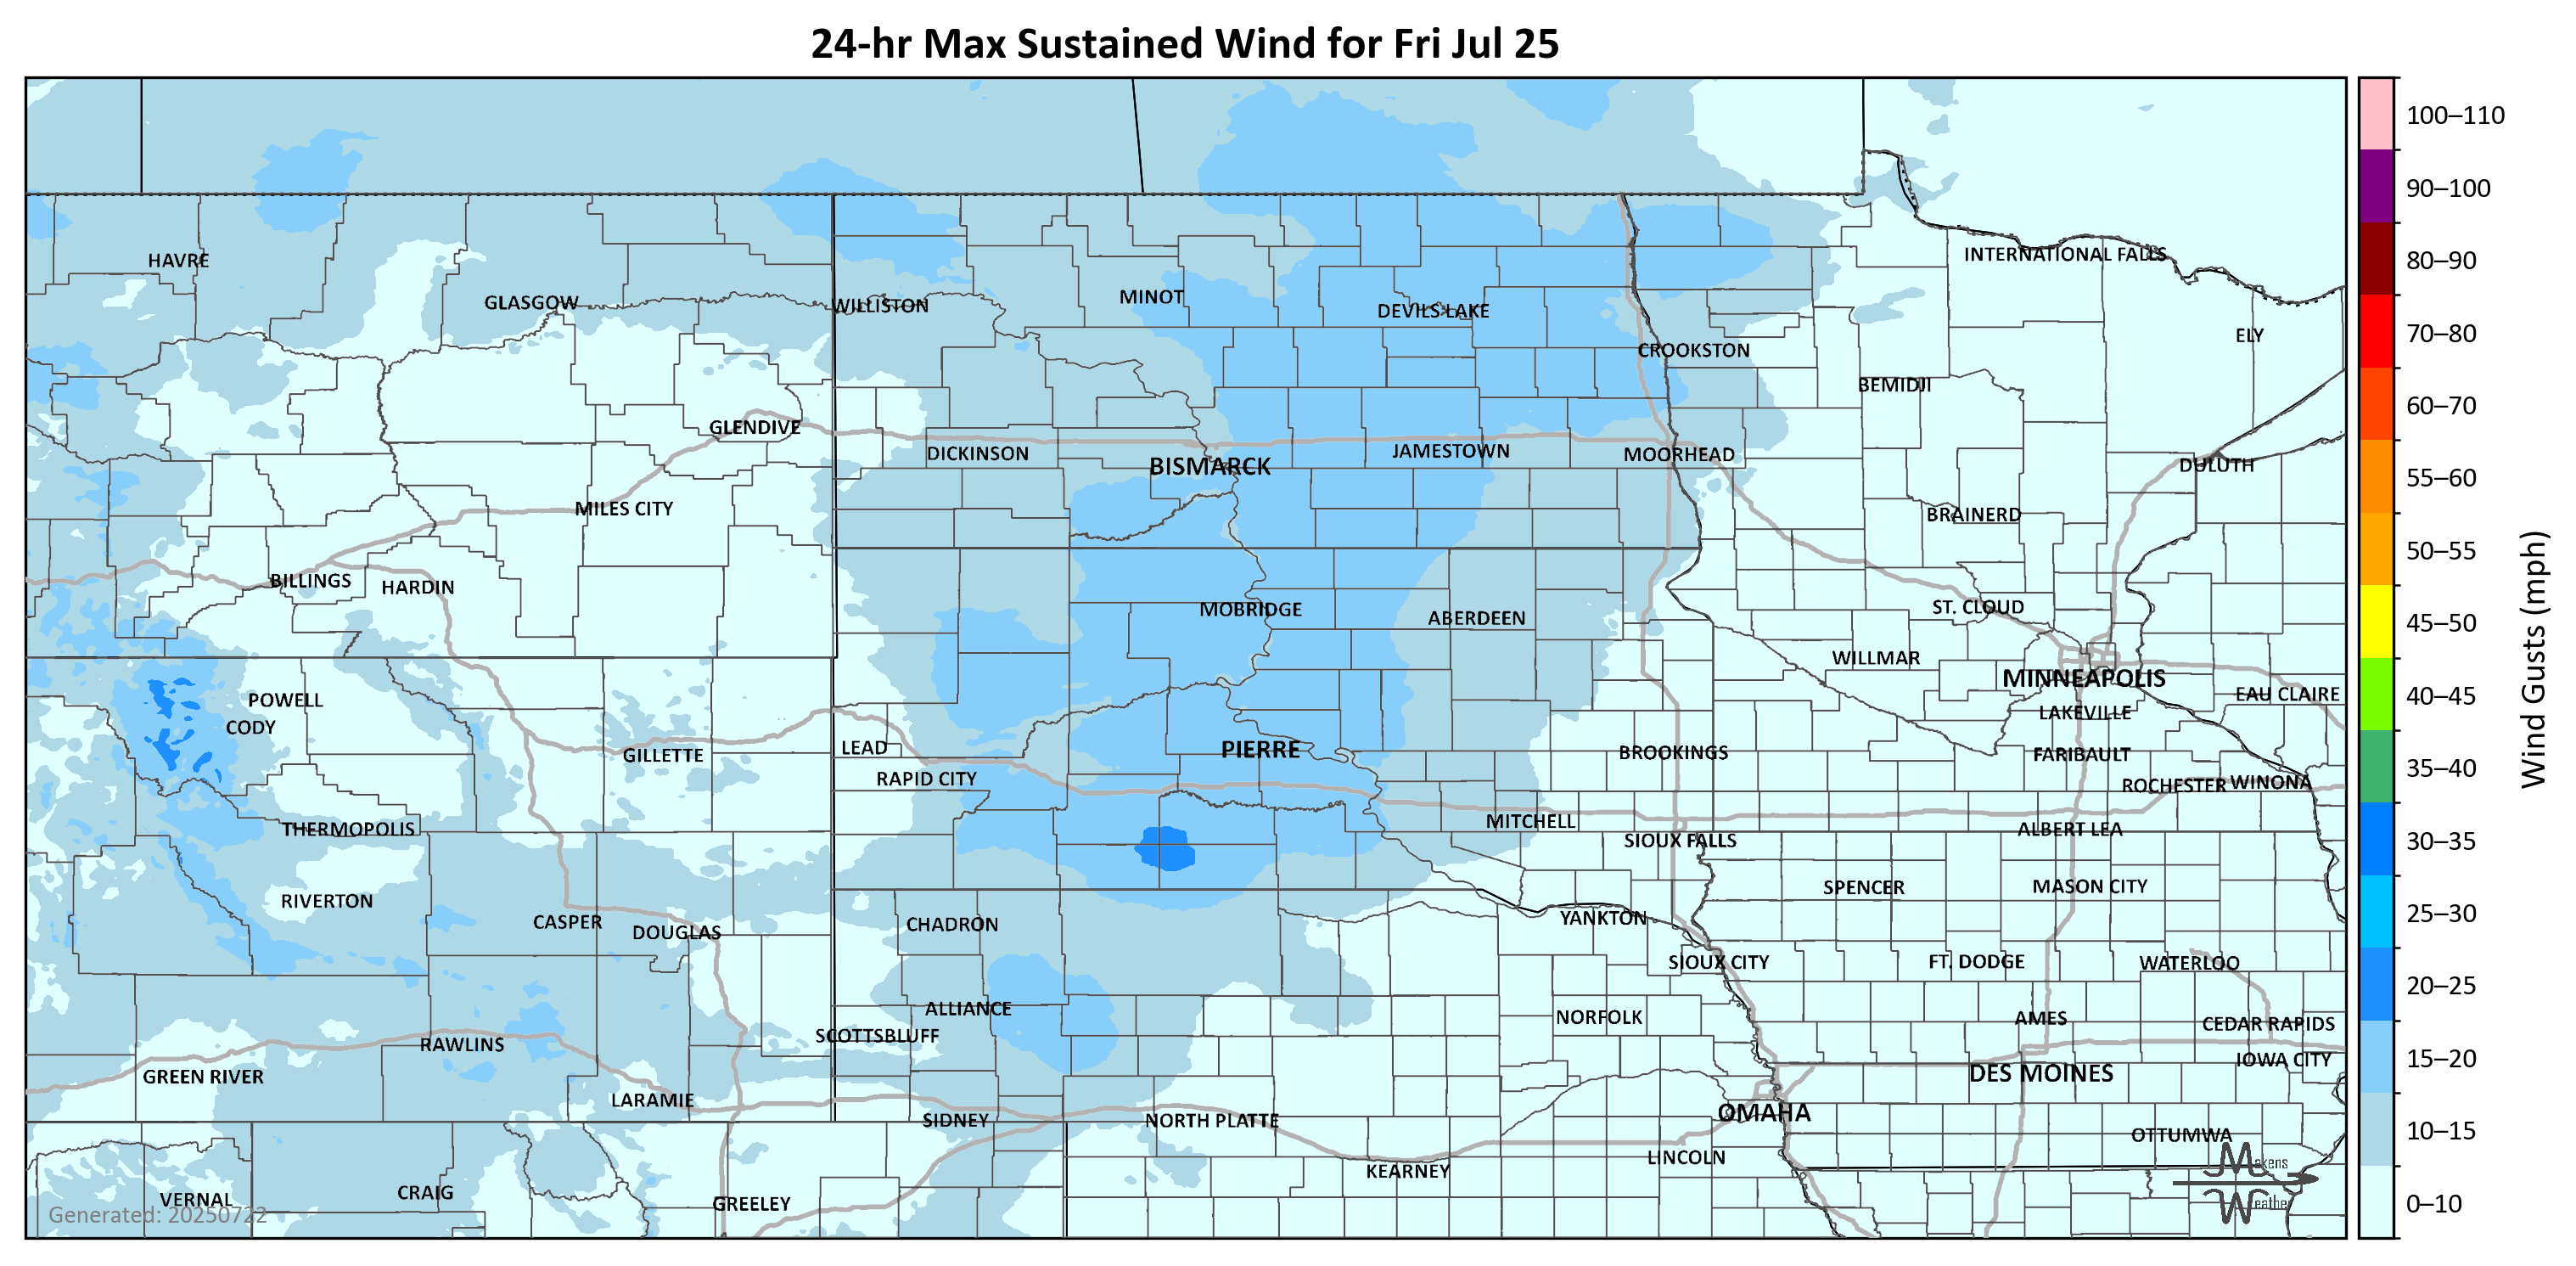 24-hr Max Sustained Wind for Fri Jul 25
100–110
90–100
80–90
70–80
60–70
55–60
50–55
45–50
40–45
35–40
30–35
25–30
20–25
15–20
10–15
0–10
Wind Gusts (mph)
HAVRE
INTERNATIONAL FALLS
GLASGOW
WILLISTON
MINOT
DEVILS LAKE
ELY
CROOKSTON
BEMIDJI
GLENDIVE
DICKINSON
BISMARCK
JAMESTOWN
MOORHEAD
DULUTH
MILES CITY
BRAINERD
BILLINGS
HARDIN
MOBRIDGE
ABERDEEN
ST. CLOUD
WILLMAR
MINNEAPOLIS
POWELL
EAU CLAIRE
CODY
LAKEVILLE
GILLETTE
LEAD
PIERRE
BROOKINGS
FARIBAULT
RAPID CITY
ROCHESTER
WINONA
THERMOPOLIS
MITCHELL
SIOUX FALLS
ALBERT LEA
RIVERTON
SPENCER
MASON CITY
CASPER
DOUGLAS
CHADRON
YANKTON
SIOUX CITY
FT. DODGE
WATERLOO
ALLIANCE
NORFOLK
AMES
CEDAR RAPIDS
SCOTTSBLUFF
RAWLINS
IOWA CITY
GREEN RIVER
DES MOINES
LARAMIE
SIDNEY
NORTH PLATTE
OMAHA
OTTUMWA
KEARNEY
LINCOLN
VERNAL
CRAIG
GREELEY
Makens
Weather
Generated: 20250722